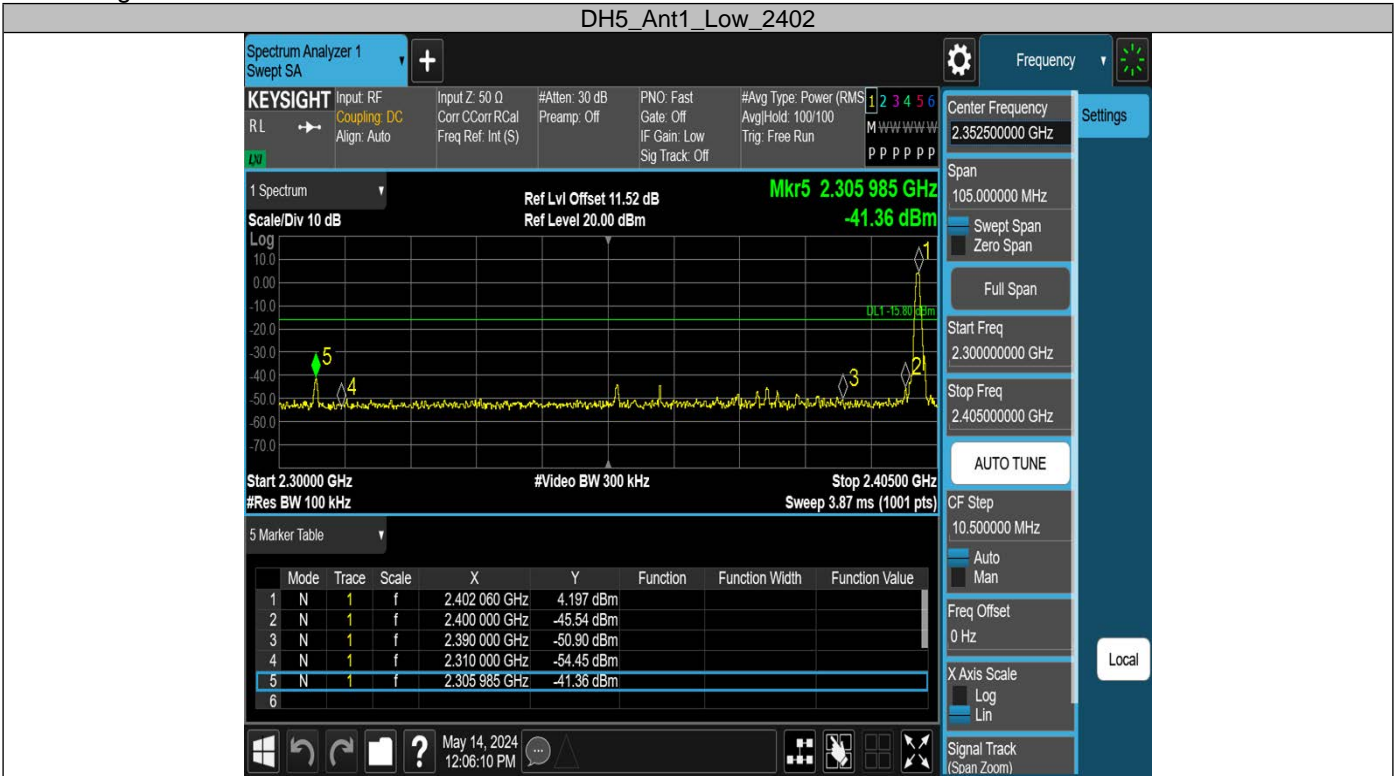 DH5_Ant1_Low_2402
Spectrum Analyzer 1
Swept SA
Frequency
KEYSIGHT
RL
LXI
Input: RF
Coupling: DC
Align: Auto
Input Z: 50 Ω
Corr CCorr RCal
Freq Ref: Int (S)
#Atten: 30 dB
Preamp: Off
PNO: Fast
Gate: Off
IF Gain: Low
Sig Track: Off
#Avg Type: Power (RMS
Avg|Hold: 100/100
Trig: Free Run
1 2 3 4 5 6
M W W W W W
P P P P P P
1 Spectrum
Scale/Div 10 dB
Ref Lvl Offset 11.52 dB
Ref Level 20.00 dBm
Mkr5 2.305 985 GHz
-41.36 dBm
Log
10.0
0.00
-10.0
-20.0
-30.0
-40.0
-50.0
-60.0
-70.0
DL1 -15.80 dBm
1
2
3
4
5
Start 2.30000 GHz
#Video BW 300 kHz
Stop 2.40500 GHz
#Res BW 100 kHz
Sweep 3.87 ms (1001 pts)
5 Marker Table
Mode Trace Scale X Y Function Function Width Function Value
1 N 1 f 2.402 060 GHz 4.197 dBm
2 N 1 f 2.400 000 GHz -45.54 dBm
3 N 1 f 2.390 000 GHz -50.90 dBm
4 N 1 f 2.310 000 GHz -54.45 dBm
5 N 1 f 2.305 985 GHz -41.36 dBm
6
May 14, 2024
12:06:10 PM
Center Frequency
2.352500000 GHz
Settings
Span
105.000000 MHz
Swept Span
Zero Span
Full Span
Start Freq
2.300000000 GHz
Stop Freq
2.405000000 GHz
AUTO TUNE
CF Step
10.500000 MHz
Auto
Man
Freq Offset
0 Hz
Local
X Axis Scale
Log
Lin
Signal Track
(Span Zoom)